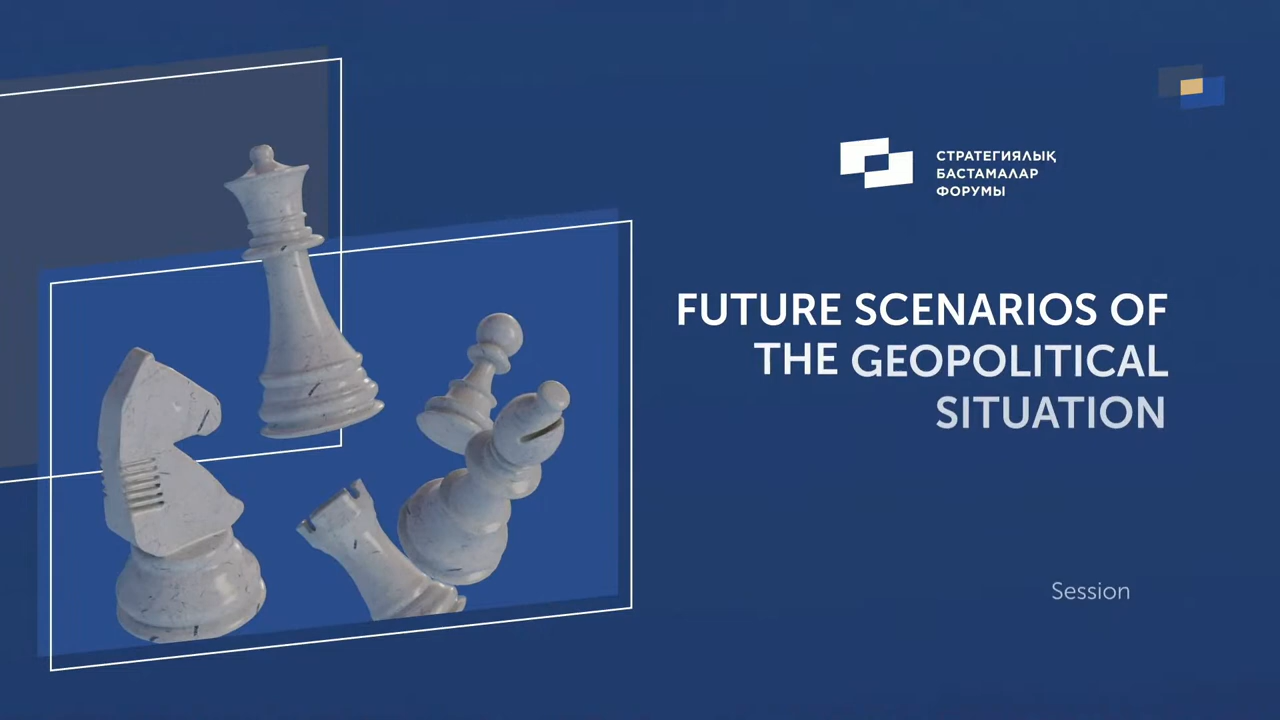 СТРАТЕГИЯЛЫҚ
БАСТАМАЛАР
ФОРУМЫ
FUTURE SCENARIOS OF
THE GEOPOLITICAL
SITUATION
Session